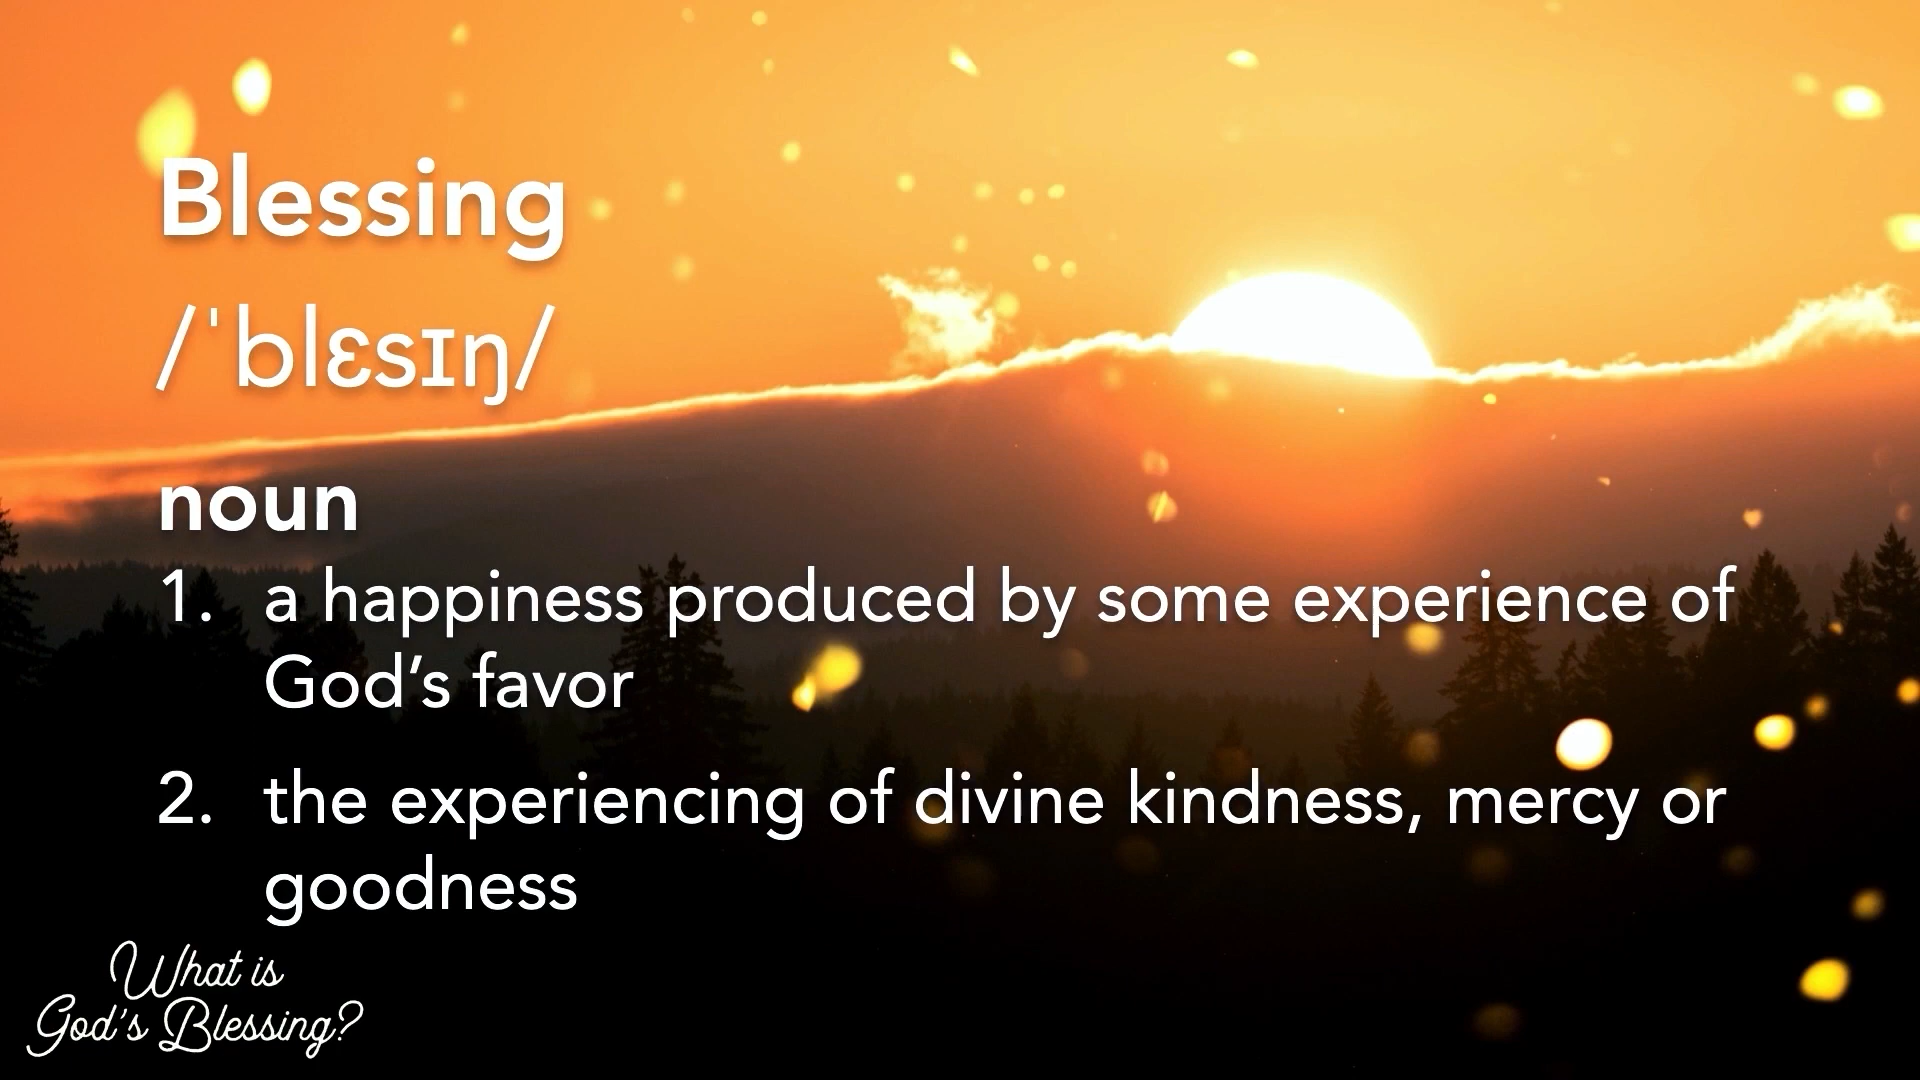 Blessing
/ˈblɛsɪŋ/
noun
1. a happiness produced by some experience of
God’s favor
2. the experiencing of divine kindness, mercy or
goodness
What is
God's Blessing?